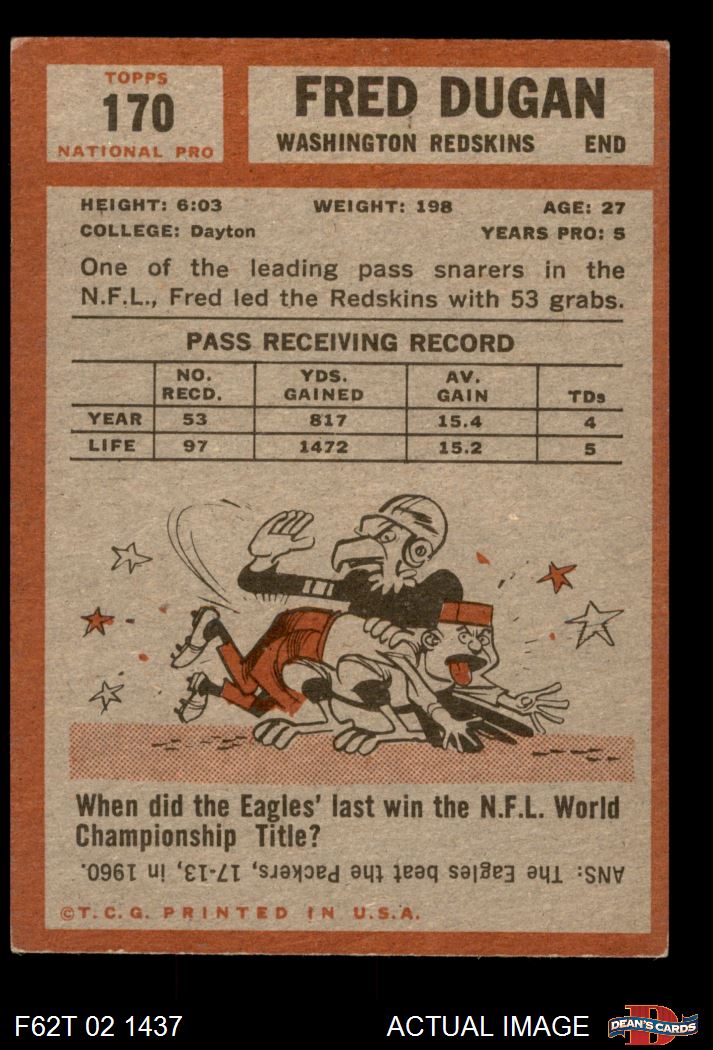 TOPPS
170
NATIONAL PRO
FRED DUGAN
WASHINGTON REDSKINS END
HEIGHT: 6:03 WEIGHT: 198 AGE: 27
COLLEGE: Dayton YEARS PRO: 5
One of the leading pass snarers in the
N.F.L., Fred led the Redskins with 53 grabs.
PASS RECEIVING RECORD
NO. RECD. YDS. GAINED AV. GAIN TDs
YEAR 53 817 15.4 4
LIFE 97 1472 15.2 5
When did the Eagles' last win the N.F.L. World
Championship Title?
ANS: The Eagles beat the Packers, 17-13, in 1960.
©T.C.G. PRINTED IN U.S.A.
F62T 02 1437 ACTUAL IMAGE
D
DEAN'S CARDS